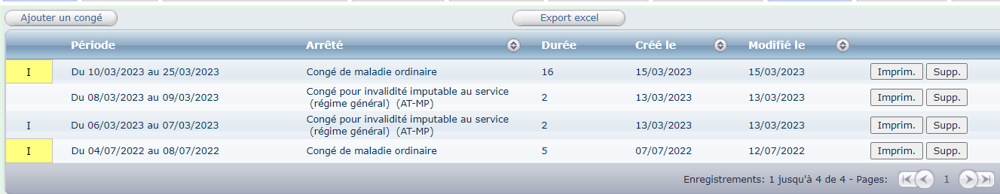 Ajouter un congé Export excel
Période Arrêté Durée Créé le Modifié le
I Du 10/03/2023 au 25/03/2023 Congé de maladie ordinaire 16 15/03/2023 15/03/2023 Imprim. Supp.
Du 08/03/2023 au 09/03/2023 Congé pour invalidité imputable au service 2 13/03/2023 13/03/2023 Imprim. Supp.
(régime général) (AT-MP)
I Du 06/03/2023 au 07/03/2023 Congé pour invalidité imputable au service 2 13/03/2023 13/03/2023 Imprim. Supp.
(régime général) (AT-MP)
I Du 04/07/2022 au 08/07/2022 Congé de maladie ordinaire 5 07/07/2022 12/07/2022 Imprim. Supp.
Enregistrements: 1 jusqu'à 4 de 4 - Pages: 1